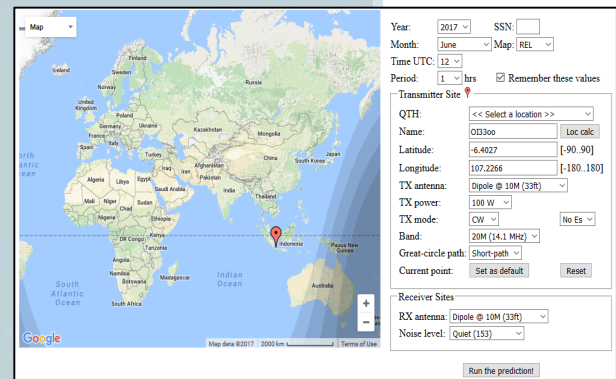 Map
Iceland
Finland
Sweden
Norway
Russia
United
Kingdom
Poland
Germany
Ukraine
France
Kazakhstan
Mongolia
Spain
Italy
Turkey
Japan
South Korea
China
Iraq
Iran
Afghanistan
Pakistan
Algeria
Libya
Egypt
Saudi Arabia
India
Thailand
Mali
Niger
Chad
Sudan
Nigeria
Ethiopia
DR Congo
Kenya
Tanzania
Indonesia
Papua New
Guinea
Angola
Namibia
Botswana
Madagascar
South Africa
Indian
Ocean
Australia
South
Atlantic
Ocean
Google
Map data ©2017
2000 km
Terms of Use
Year: 2017 SSN:
Month: June Map: REL
Time UTC: 12
Period: 1 hrs Remember these values
Transmitter Site
QTH: << Select a location >>
Name: OI33oo Loc calc
Latitude: -6.4027 [-90..90]
Longitude: 107.2266 [-180..180]
TX antenna: Dipole @ 10M (33ft)
TX power: 100 W
TX mode: CW No Es
Band: 20M (14.1 MHz)
Great-circle path: Short-path
Current point: Set as default Reset
Receiver Sites
RX antenna: Dipole @ 10M (33ft)
Noise level: Quiet (153)
Run the prediction!